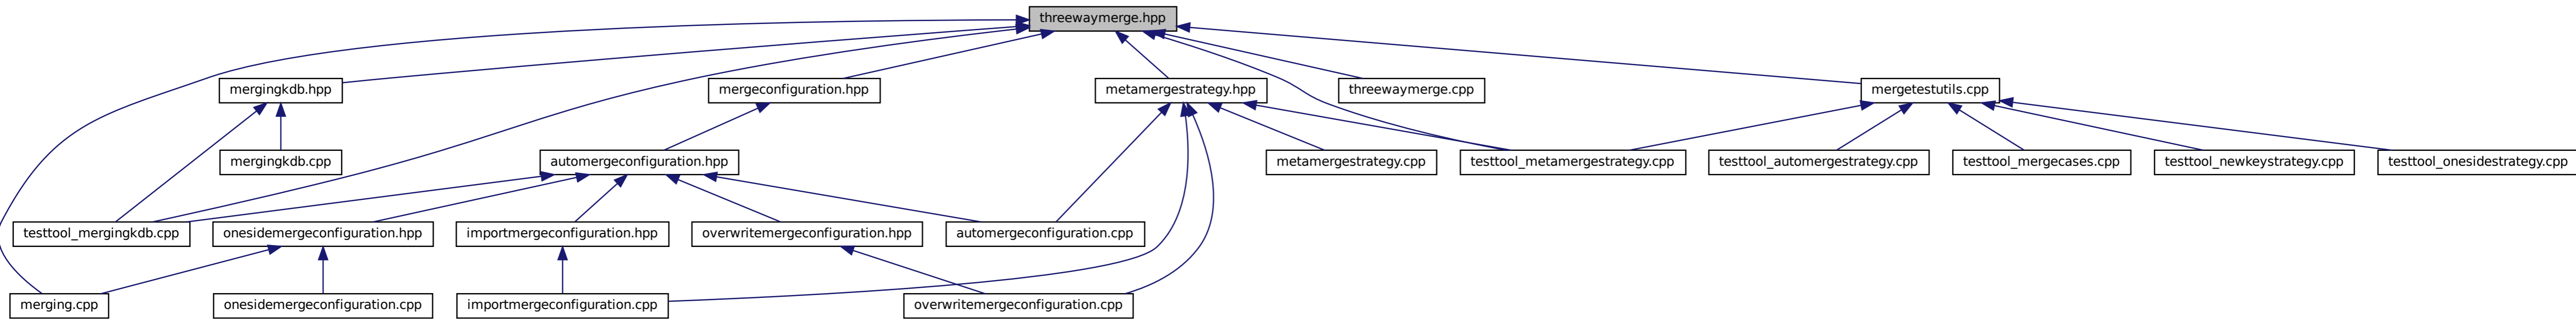 threewaymerge.hpp
mergingkdb.hpp
mergeconfiguration.hpp
metamergestrategy.hpp
threewaymerge.cpp
mergetestutils.cpp
mergingkdb.cpp
automergeconfiguration.hpp
metamergestrategy.cpp
testtool_metamergestrategy.cpp
testtool_automergestrategy.cpp
testtool_mergecases.cpp
testtool_newkeystrategy.cpp
testtool_onesidestrategy.cpp
testtool_mergingkdb.cpp
onesidemergeconfiguration.hpp
importmergeconfiguration.hpp
overwritemergeconfiguration.hpp
automergeconfiguration.cpp
merging.cpp
onesidemergeconfiguration.cpp
importmergeconfiguration.cpp
overwritemergeconfiguration.cpp